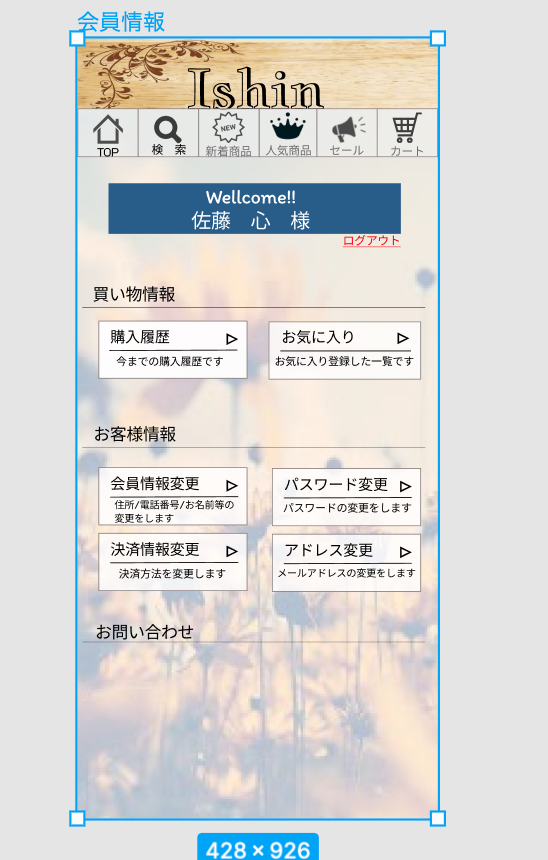 会員情報
Ishin
TOP
検 索
NEW
新着商品
人気商品
セール
カート
Wellcome!!
佐藤 心 様
ログアウト
買い物情報
購入履歴
今までの購入履歴です
お気に入り
お気に入り登録した一覧です
お客様情報
会員情報変更
住所/電話番号/お名前等の
変更をします
パスワード変更
パスワードの変更をします
決済情報変更
決済方法を変更します
アドレス変更
メールアドレスの変更をします
お問い合わせ
428 × 926